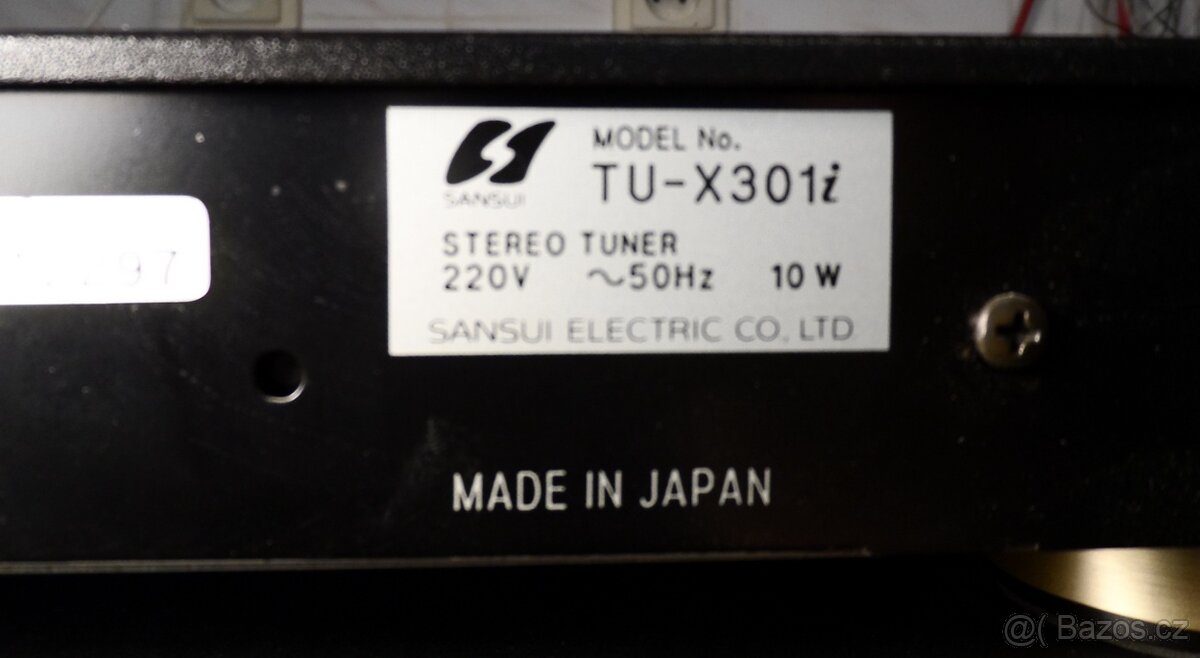 MODEL No.
TU-X301i
SANSUI
STEREO TUNER
220V ~50Hz 10 W
SANSUI ELECTRIC CO., LTD
97
MADE IN JAPAN
@( Bazos.cz